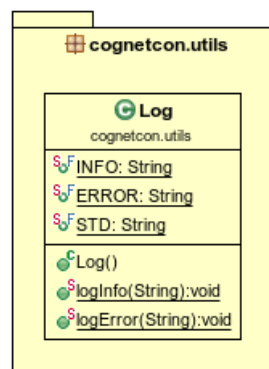 cognetcon.utils
Log
cognetcon.utils
INFO: String
ERROR: String
STD: String
Log()
logInfo(String):void
logError(String):void